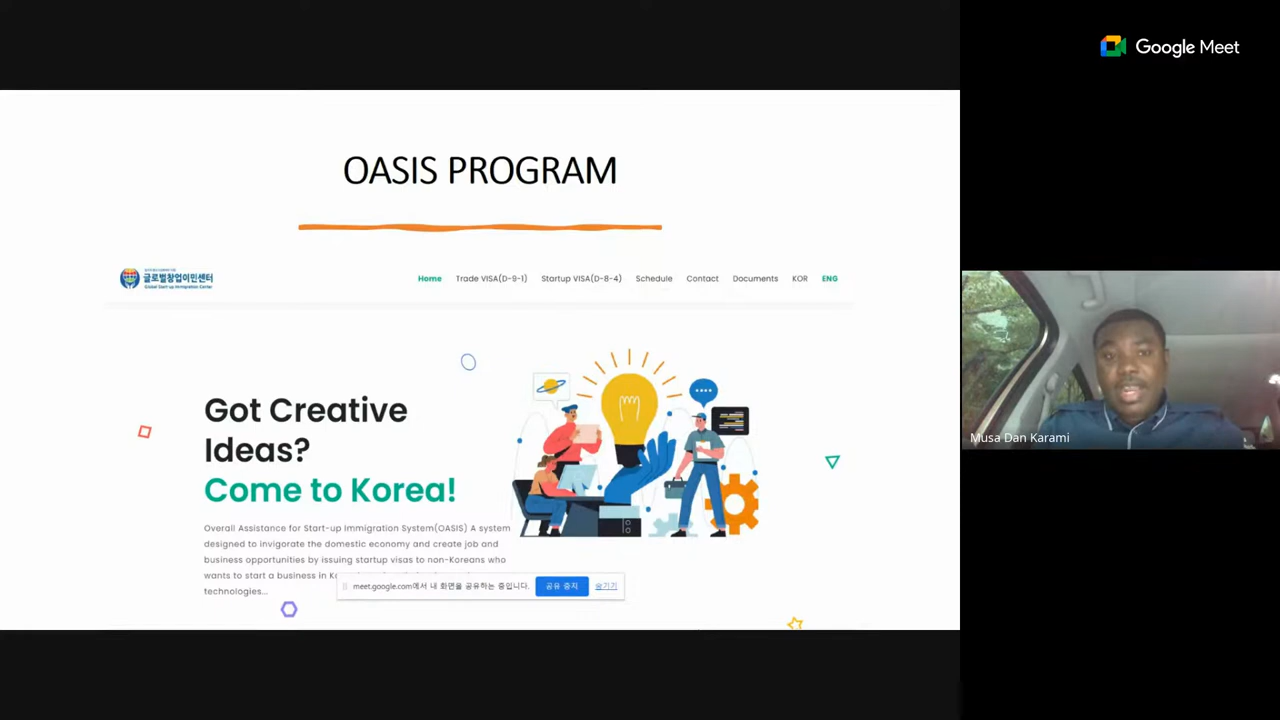 Google Meet
OASIS PROGRAM
글로벌창업이민센터
Global Start-up Immigration Center
Home
Trade VISA(D-9-1)
Startup VISA(D-8-4)
Schedule
Contact
Documents
KOR
ENG
Got Creative
Ideas?
Come to Korea!
Overall Assistance for Start-up Immigration System(OASIS) A system
designed to invigorate the domestic economy and create job and
business opportunities by issuing startup visas to non-Koreans who
wants to start a business in
technologies...
meet.google.com에서 내 화면을 공유하는 중입니다.
공유 중지
숨기기
Musa Dan Karami